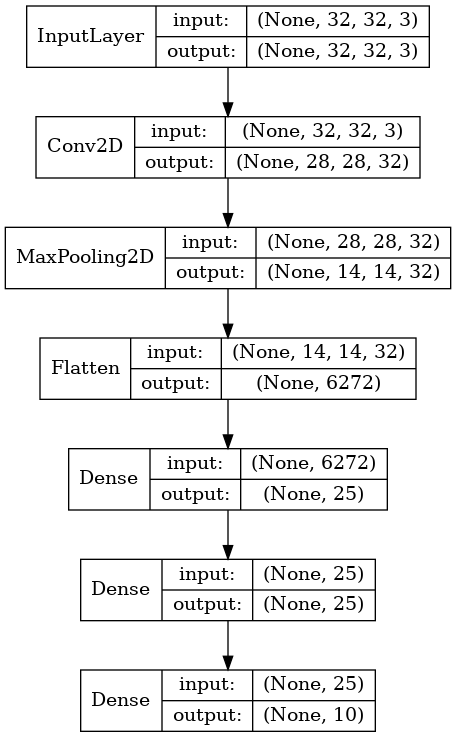 InputLayer
input: (None, 32, 32, 3)
output: (None, 32, 32, 3)
Conv2D
input: (None, 32, 32, 3)
output: (None, 28, 28, 32)
MaxPooling2D
input: (None, 28, 28, 32)
output: (None, 14, 14, 32)
Flatten
input: (None, 14, 14, 32)
output: (None, 6272)
Dense
input: (None, 6272)
output: (None, 25)
Dense
input: (None, 25)
output: (None, 25)
Dense
input: (None, 25)
output: (None, 10)